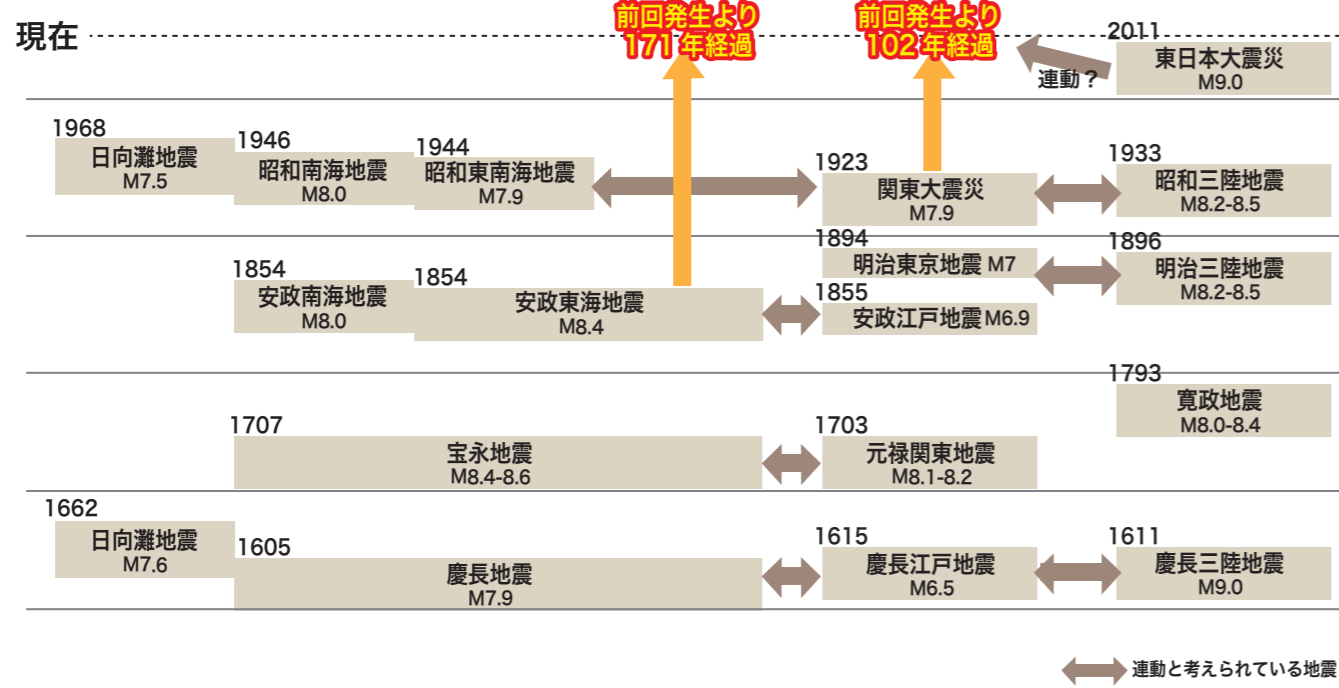 現在
前回発生より
171 年経過
前回発生より
102 年経過
2011
東日本大震災
M9.0
連動？
1968
日向灘地震
M7.5
1946
昭和南海地震
M8.0
1944
昭和東南海地震
M7.9
1923
関東大震災
M7.9
1933
昭和三陸地震
M8.2-8.5
1854
安政南海地震
M8.0
1854
安政東海地震
M8.4
1894
明治東京地震 M7
1855
安政江戸地震 M6.9
1896
明治三陸地震
M8.2-8.5
1793
寛政地震
M8.0-8.4
1707
宝永地震
M8.4-8.6
1703
元禄関東地震
M8.1-8.2
1662
日向灘地震
M7.6
1605
慶長地震
M7.9
1615
慶長江戸地震
M6.5
1611
慶長三陸地震
M9.0
連動と考えられている地震